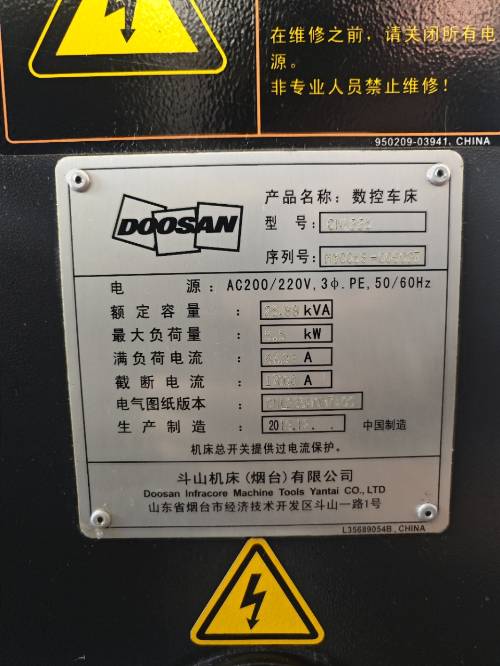 在维修之前，请关闭所有电
源。
非专业人员禁止维修！
950209-03941, CHINA
DOOSAN
产品名称：数控车床
型 号：
序列号：
电 源：AC200/220V, 3φ. PE, 50/60Hz
额定容量： kVA
最大负荷量： kW
满负荷电流： A
截断电流： A
电气图纸版本：
生产制造： 中国制造
机床总开关提供过电流保护。
斗山机床(烟台)有限公司
Doosan Infracore Machine Tools Yantai CO., LTD
山东省烟台市经济技术开发区斗山一路1号
L35689054B, CHINA